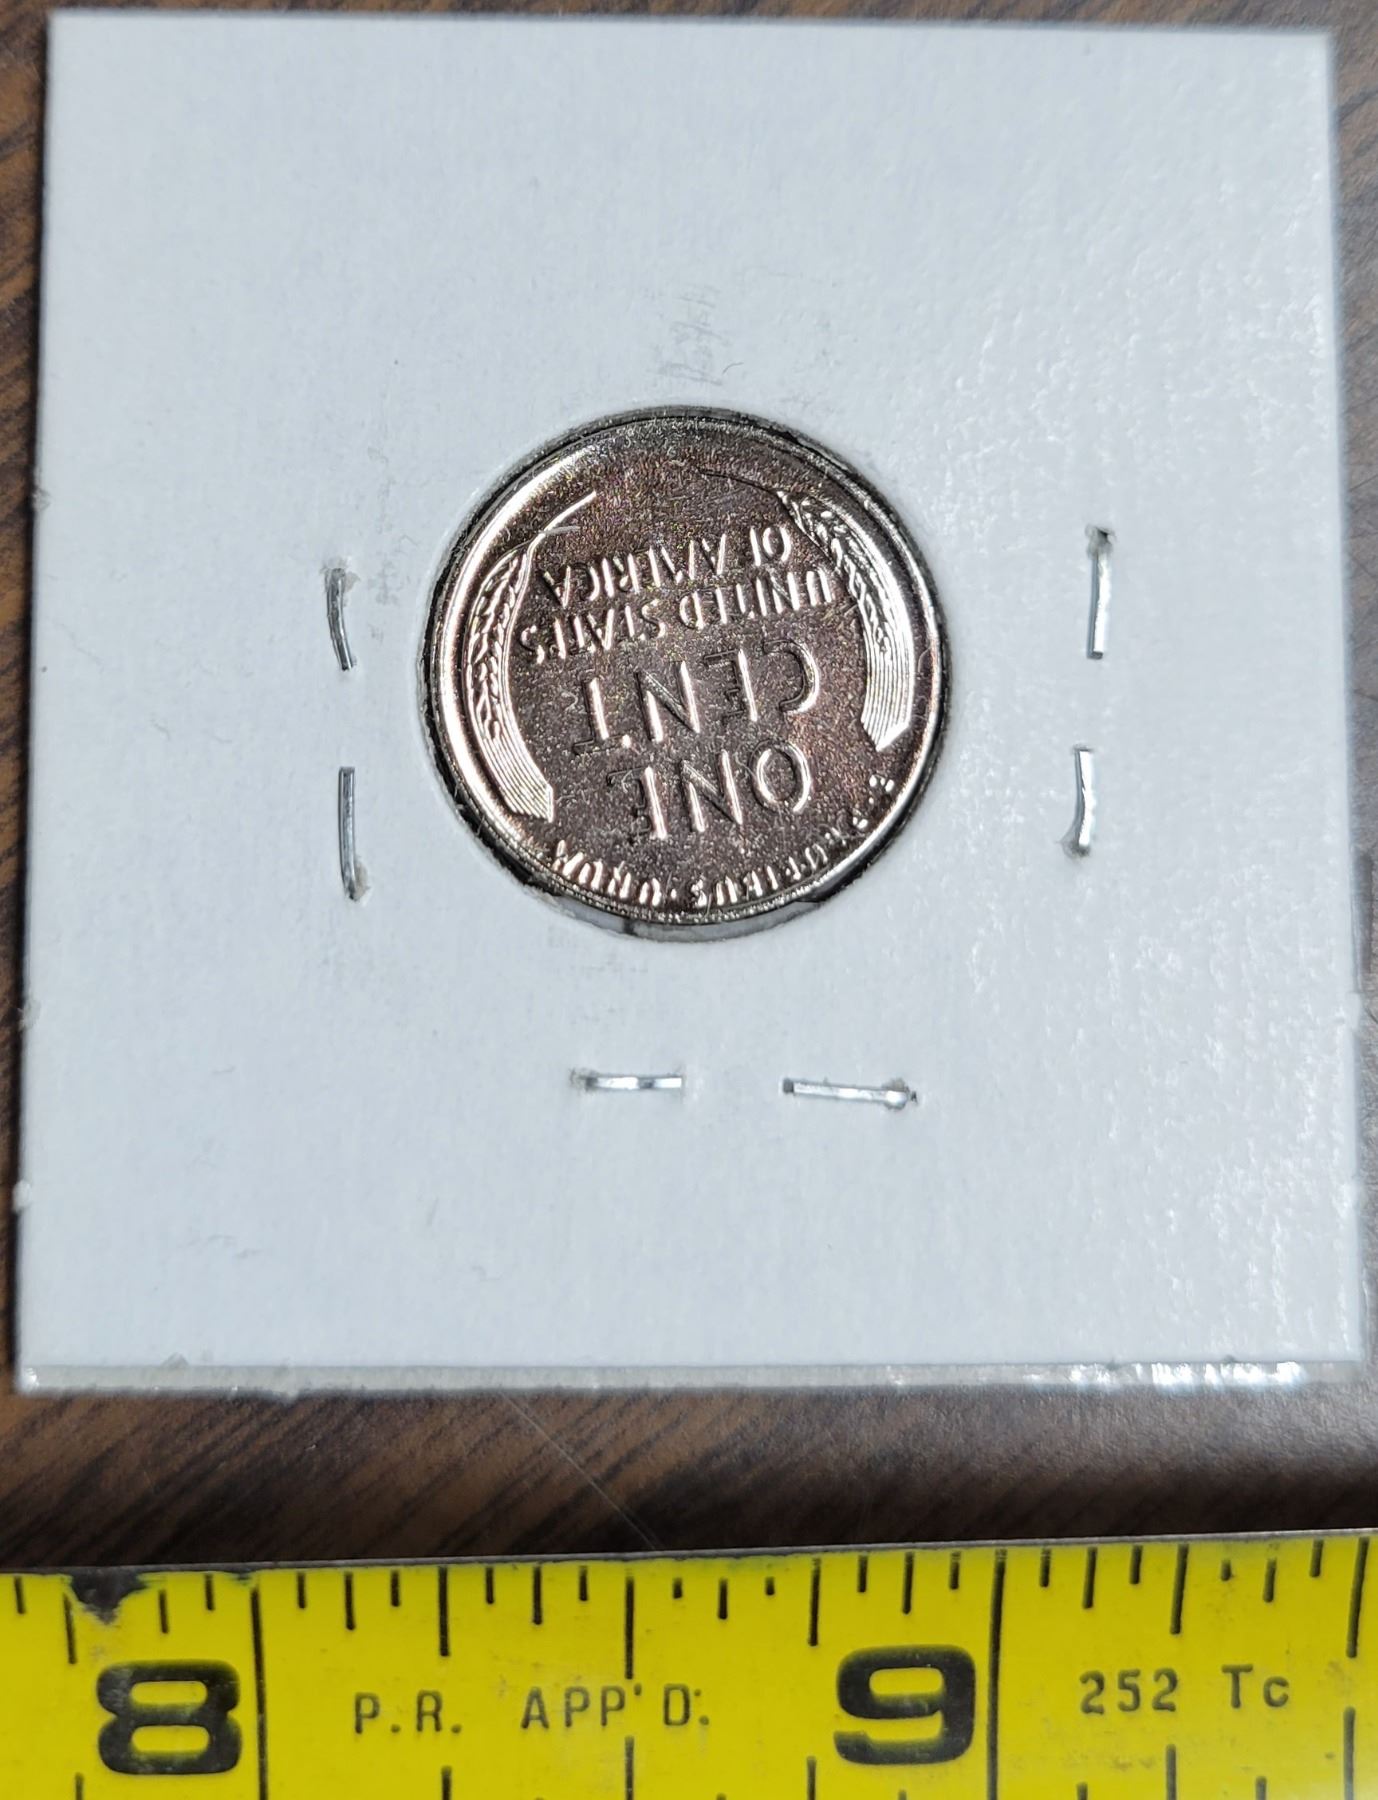 E·PLURIBUS·UNUM
ONE
CENT
UNITED STATES
OF AMERICA
8 P.R. APP'D. 9 252 Tc